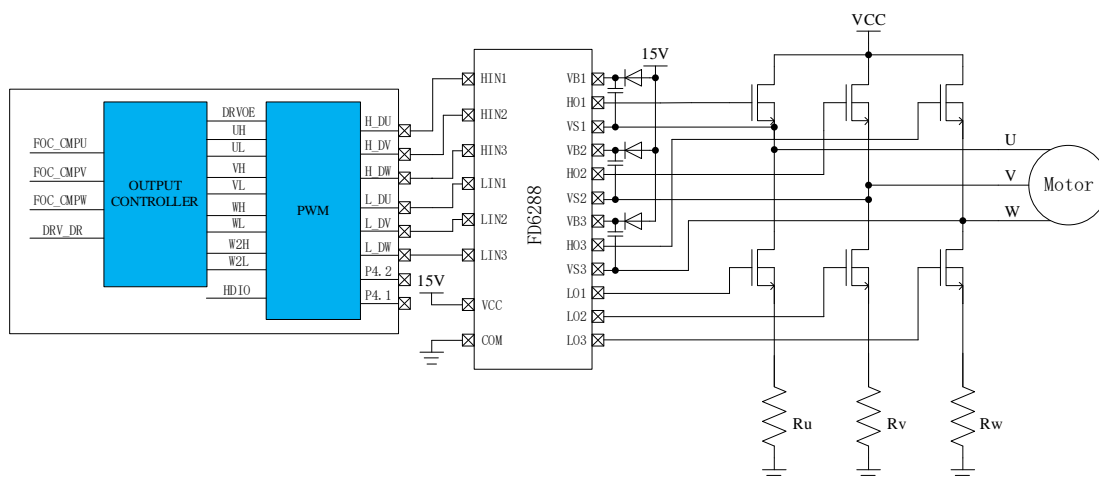 FOC_CMPU
FOC_CMPV
FOC_CMPW
DRV_DR
OUTPUT
CONTROLLER
DRVOE
UH
UL
VH
VL
WH
WL
W2H
W2L
HDIO
PWM
H_DU
H_DV
H_DW
L_DU
L_DV
L_DW
P4.2
P4.1
15V
HIN1
HIN2
HIN3
LIN1
LIN2
LIN3
VCC
COM
FD6288
VB1
HO1
VS1
VB2
HO2
VS2
VB3
HO3
VS3
LO1
LO2
LO3
15V
VCC
U
V
W
Motor
Ru
Rv
Rw